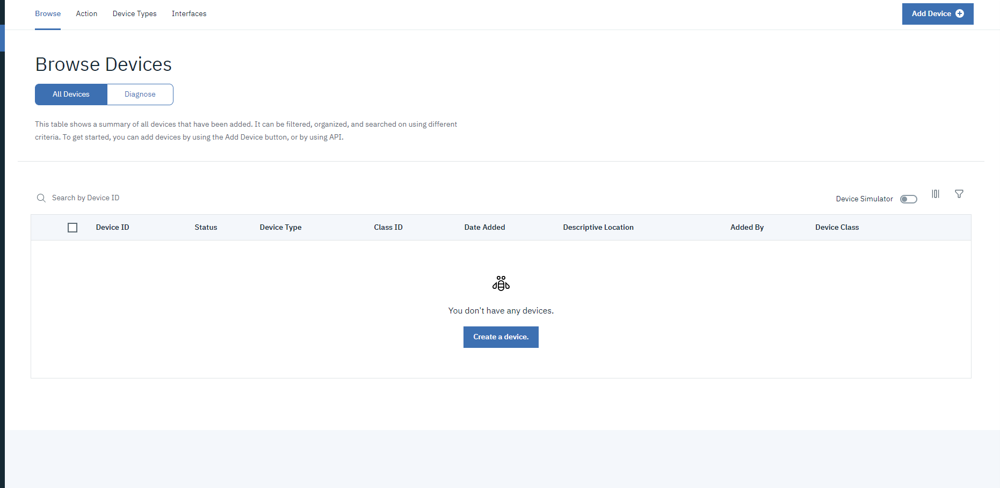 Browse Action Device Types Interfaces Add Device
Browse Devices
All Devices Diagnose
This table shows a summary of all devices that have been added. It can be filtered, organized, and searched on using different
criteria. To get started, you can add devices by using the Add Device button, or by using API.
Search by Device ID Device Simulator
Device ID Status Device Type Class ID Date Added Descriptive Location Added By Device Class
You don't have any devices.
Create a device.